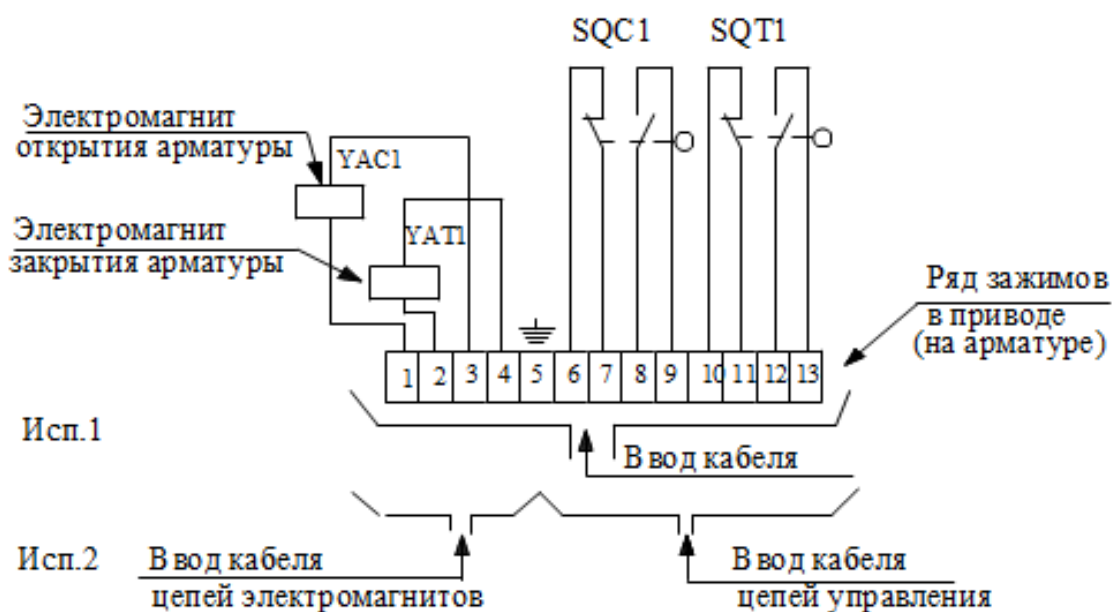 SQC1 SQT1
Электромагнит
открытия арматуры
YAC1
Электромагнит
закрытия арматуры
YAT1
Ряд зажимов
в приводе
(на арматуре)
1 2 3 4 5 6 7 8 9 10 11 12 13
Исп.1
Ввод кабеля
Исп.2
Ввод кабеля
цепей электромагнитов
Ввод кабеля
цепей управления